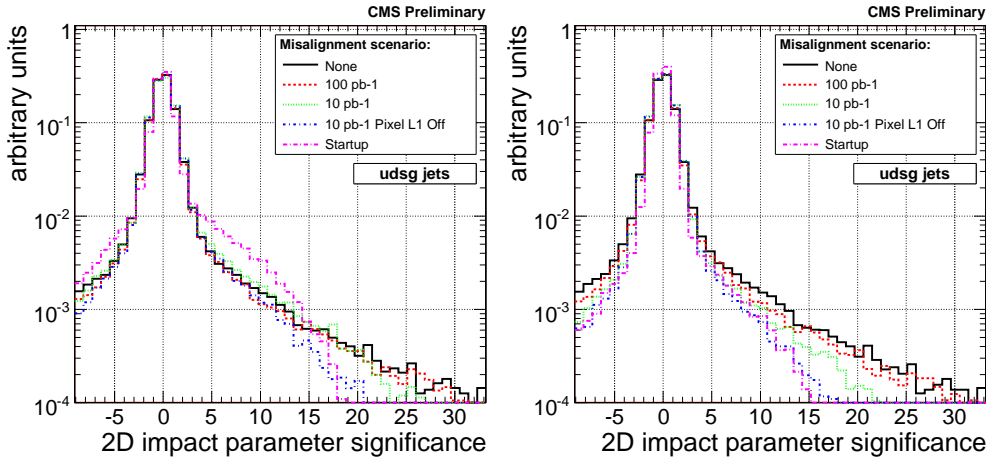 CMS Preliminary
arbitrary units
1
10-1
10-2
10-3
10-4
Misalignment scenario:
None
100 pb-1
10 pb-1
10 pb-1 Pixel L1 Off
Startup
udsg jets
-5 0 5 10 15 20 25 30
2D impact parameter significance
CMS Preliminary
arbitrary units
1
10-1
10-2
10-3
10-4
Misalignment scenario:
None
100 pb-1
10 pb-1
10 pb-1 Pixel L1 Off
Startup
udsg jets
-5 0 5 10 15 20 25 30
2D impact parameter significance